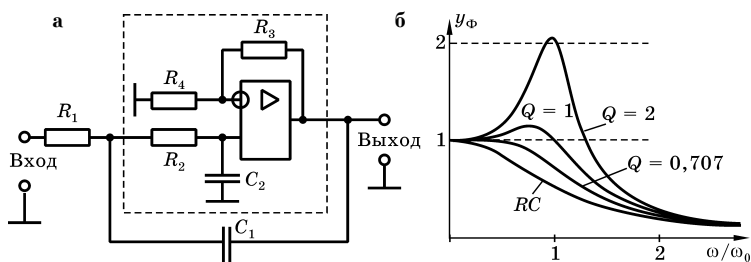 а
R₃
R₄
R₁
Вход
R₂
C₂
Выход
C₁
б
yФ
2
Q = 1
Q = 2
1
Q = 0,707
RC
1
2
ω/ω₀